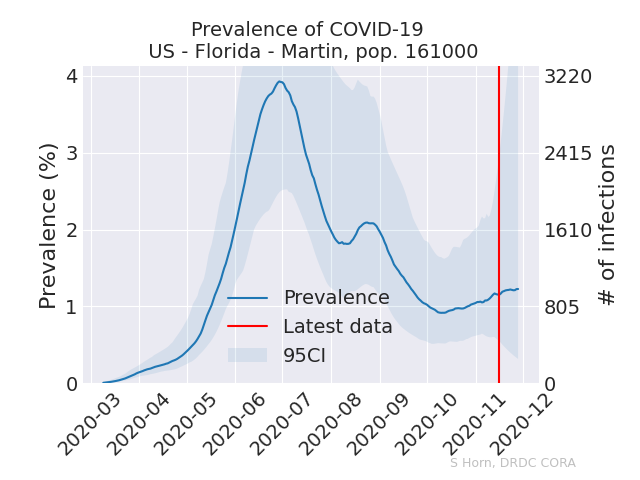 Prevalence of COVID-19
US - Florida - Martin, pop. 161000
Prevalence (%)
4
3
2
1
0
3220
2415
1610
805
0
# of infections
Prevalence
Latest data
95CI
2020-03
2020-04
2020-05
2020-06
2020-07
2020-08
2020-09
2020-10
2020-11
2020-12
S Horn, DRDC CORA